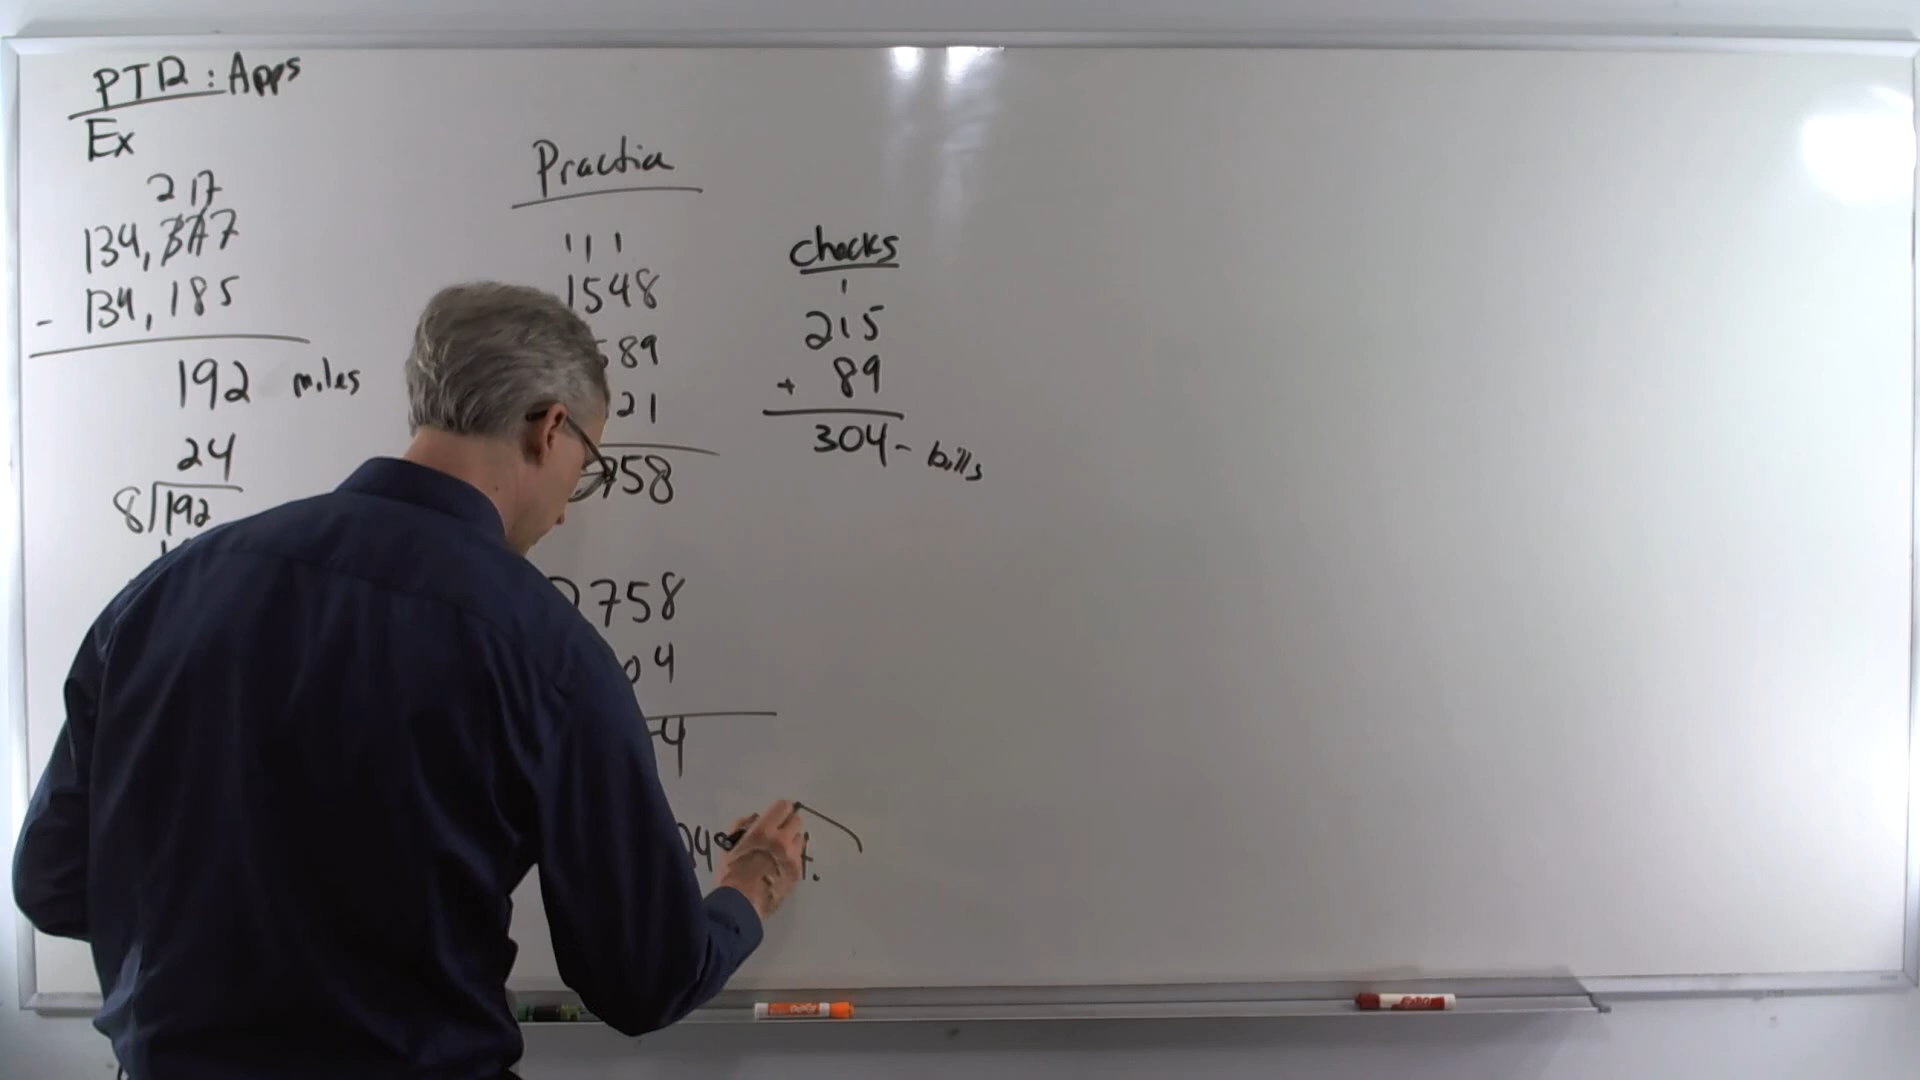 PTR: Apps
Ex
2 17
134, 347
- 134, 185
192 miles
24
8 192
Practice
1 1 1
1548
589
21
758
2758
04
4
checks
1
215
+ 89
304 - bills